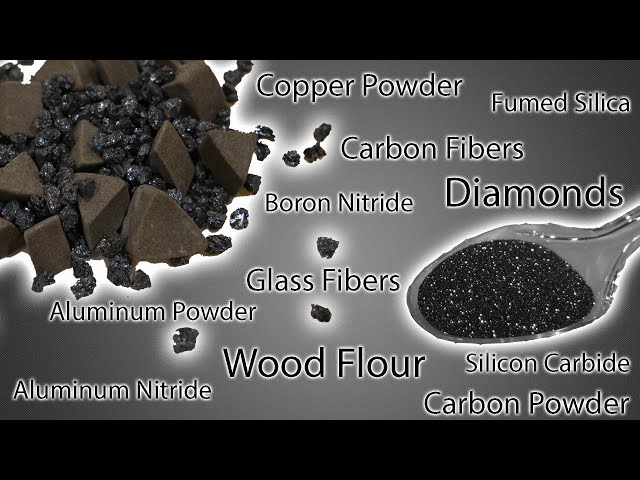 Copper Powder
Fumed Silica
Carbon Fibers
Diamonds
Boron Nitride
Glass Fibers
Aluminum Powder
Wood Flour
Silicon Carbide
Aluminum Nitride
Carbon Powder